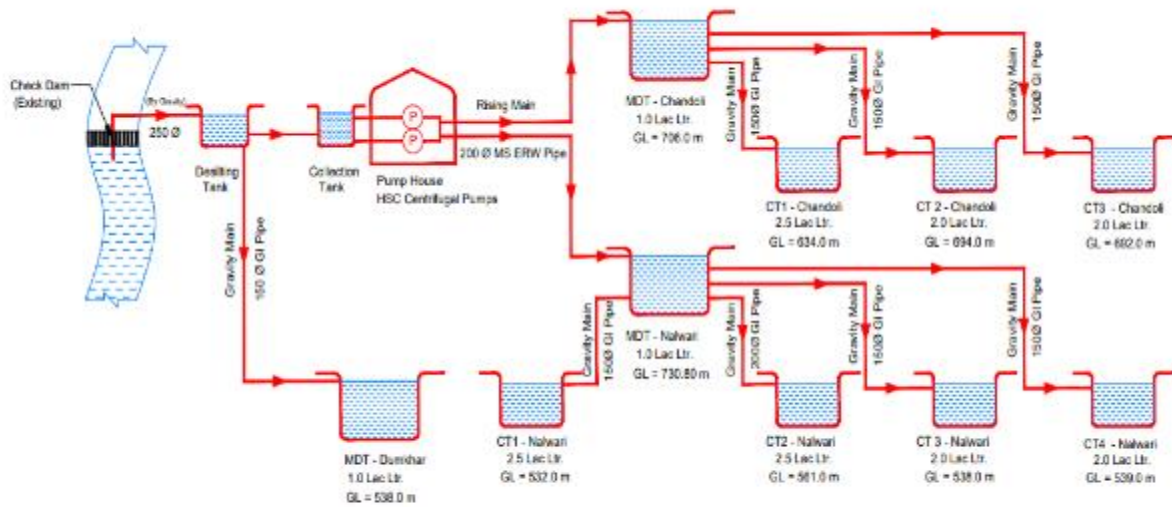 Check Dam
(Existing)
(By Gravity)
250 Ø
Desilting
Tank
Collection
Tank
P
P
Pump House
HSC Centrifugal Pumps
Rising Main
200 Ø MS ERW Pipe
Gravity Main
150 Ø GI Pipe
MDT - Chandoli
1.0 Lac Ltr.
Gravity Main
150Ø GI Pipe
Gravity Main
150Ø GI Pipe
Gravity Main
150Ø GI Pipe
CT1 - Chandoli
2.5 Lac Ltr.
GL = 634.0 m
CT 2 - Chandoli
2.0 Lac Ltr.
GL = 694.0 m
CT3 - Chandoli
2.0 Lac Ltr.
GL = 692.0 m
MDT - Nalwari
1.0 Lac Ltr.
GL = 730.80 m
Gravity Main
150Ø GI Pipe
Gravity Main
200Ø GI Pipe
Gravity Main
150Ø GI Pipe
Gravity Main
150Ø GI Pipe
MDT - Dumkhar
1.0 Lac Ltr.
GL = 538.0 m
CT1 - Nalwari
2.5 Lac Ltr.
GL = 532.0 m
CT2 - Nalwari
2.5 Lac Ltr.
GL = 561.0 m
CT 3 - Nalwari
2.0 Lac Ltr.
GL = 538.0 m
CT4 - Nalwari
2.0 Lac Ltr.
GL = 539.0 m